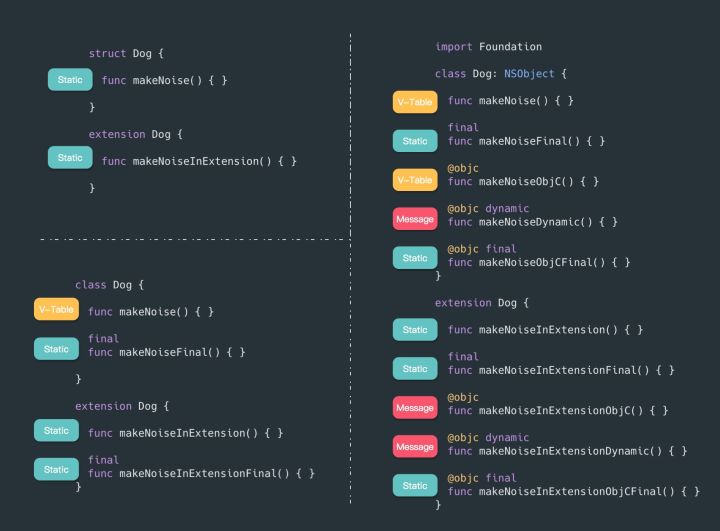 struct Dog {
Static func makeNoise() { }
}
extension Dog {
Static func makeNoiseInExtension() { }
}
class Dog {
V-Table func makeNoise() { }
final
Static func makeNoiseFinal() { }
}
extension Dog {
Static func makeNoiseInExtension() { }
final
Static func makeNoiseInExtensionFinal() { }
}
import Foundation
class Dog: NSObject {
V-Table func makeNoise() { }
final
Static func makeNoiseFinal() { }
@objc
V-Table func makeNoiseObjC() { }
@objc dynamic
Message func makeNoiseDynamic() { }
@objc final
Static func makeNoiseObjCFinal() { }
}
extension Dog {
Static func makeNoiseInExtension() { }
final
Static func makeNoiseInExtensionFinal() { }
@objc
Message func makeNoiseInExtensionObjC() { }
@objc dynamic
Message func makeNoiseInExtensionDynamic() { }
@objc final
Static func makeNoiseInExtensionObjCFinal() { }
}